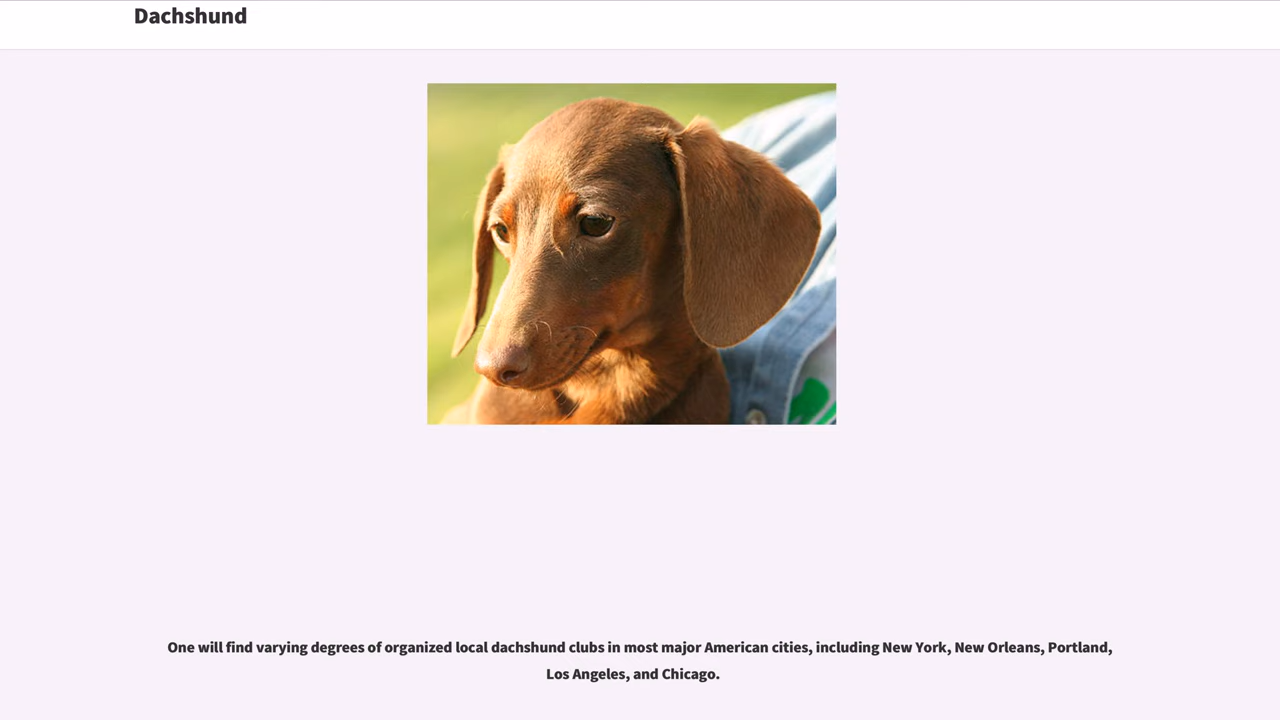 Dachshund
One will find varying degrees of organized local dachshund clubs in most major American cities, including New York, New Orleans, Portland,
Los Angeles, and Chicago.